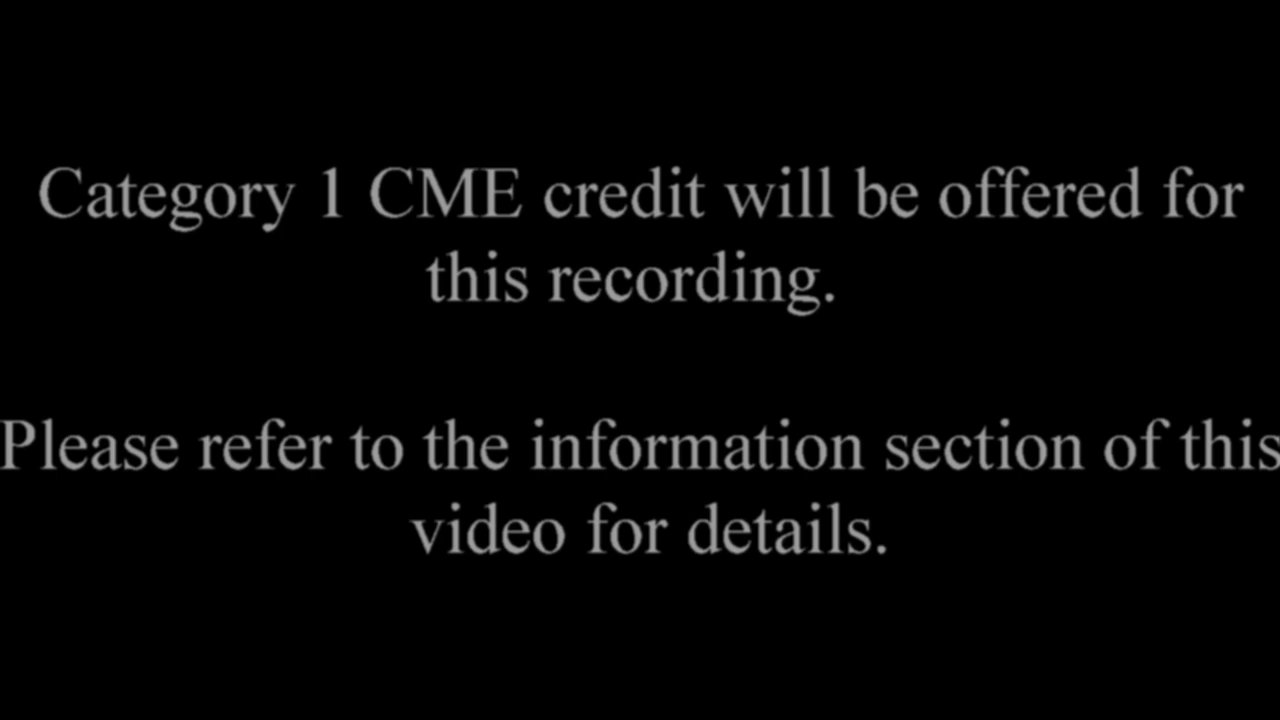 Category 1 CME credit will be offered for
this recording.
Please refer to the information section of this
video for details.